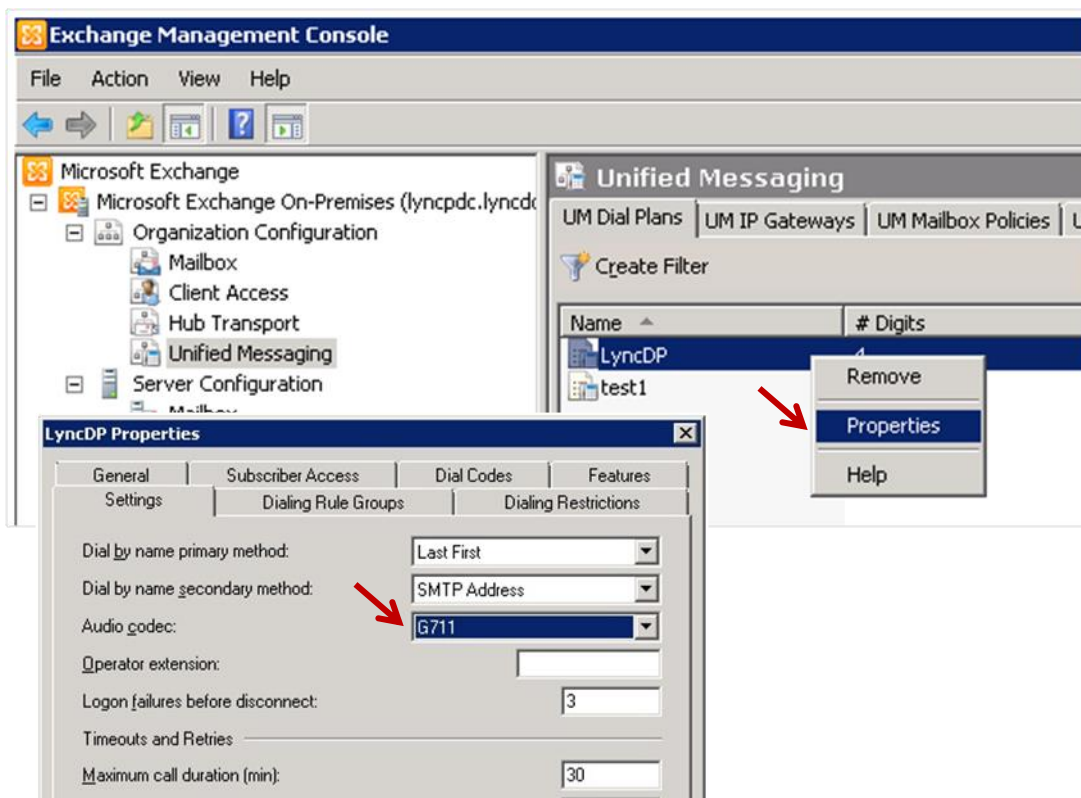 Exchange Management Console
File Action View Help
Microsoft Exchange
Microsoft Exchange On-Premises (lyncpdc.lyncdo
Organization Configuration
Mailbox
Client Access
Hub Transport
Unified Messaging
Server Configuration
Mailbox
Unified Messaging
UM Dial Plans UM IP Gateways UM Mailbox Policies U
Create Filter
Name # Digits
LyncDP 4
test1
Remove
Properties
Help
LyncDP Properties
General Subscriber Access Dial Codes Features
Settings Dialing Rule Groups Dialing Restrictions
Dial by name primary method: Last First
Dial by name secondary method: SMTP Address
Audio codec: G711
Operator extension:
Logon failures before disconnect: 3
Timeouts and Retries
Maximum call duration (min): 30